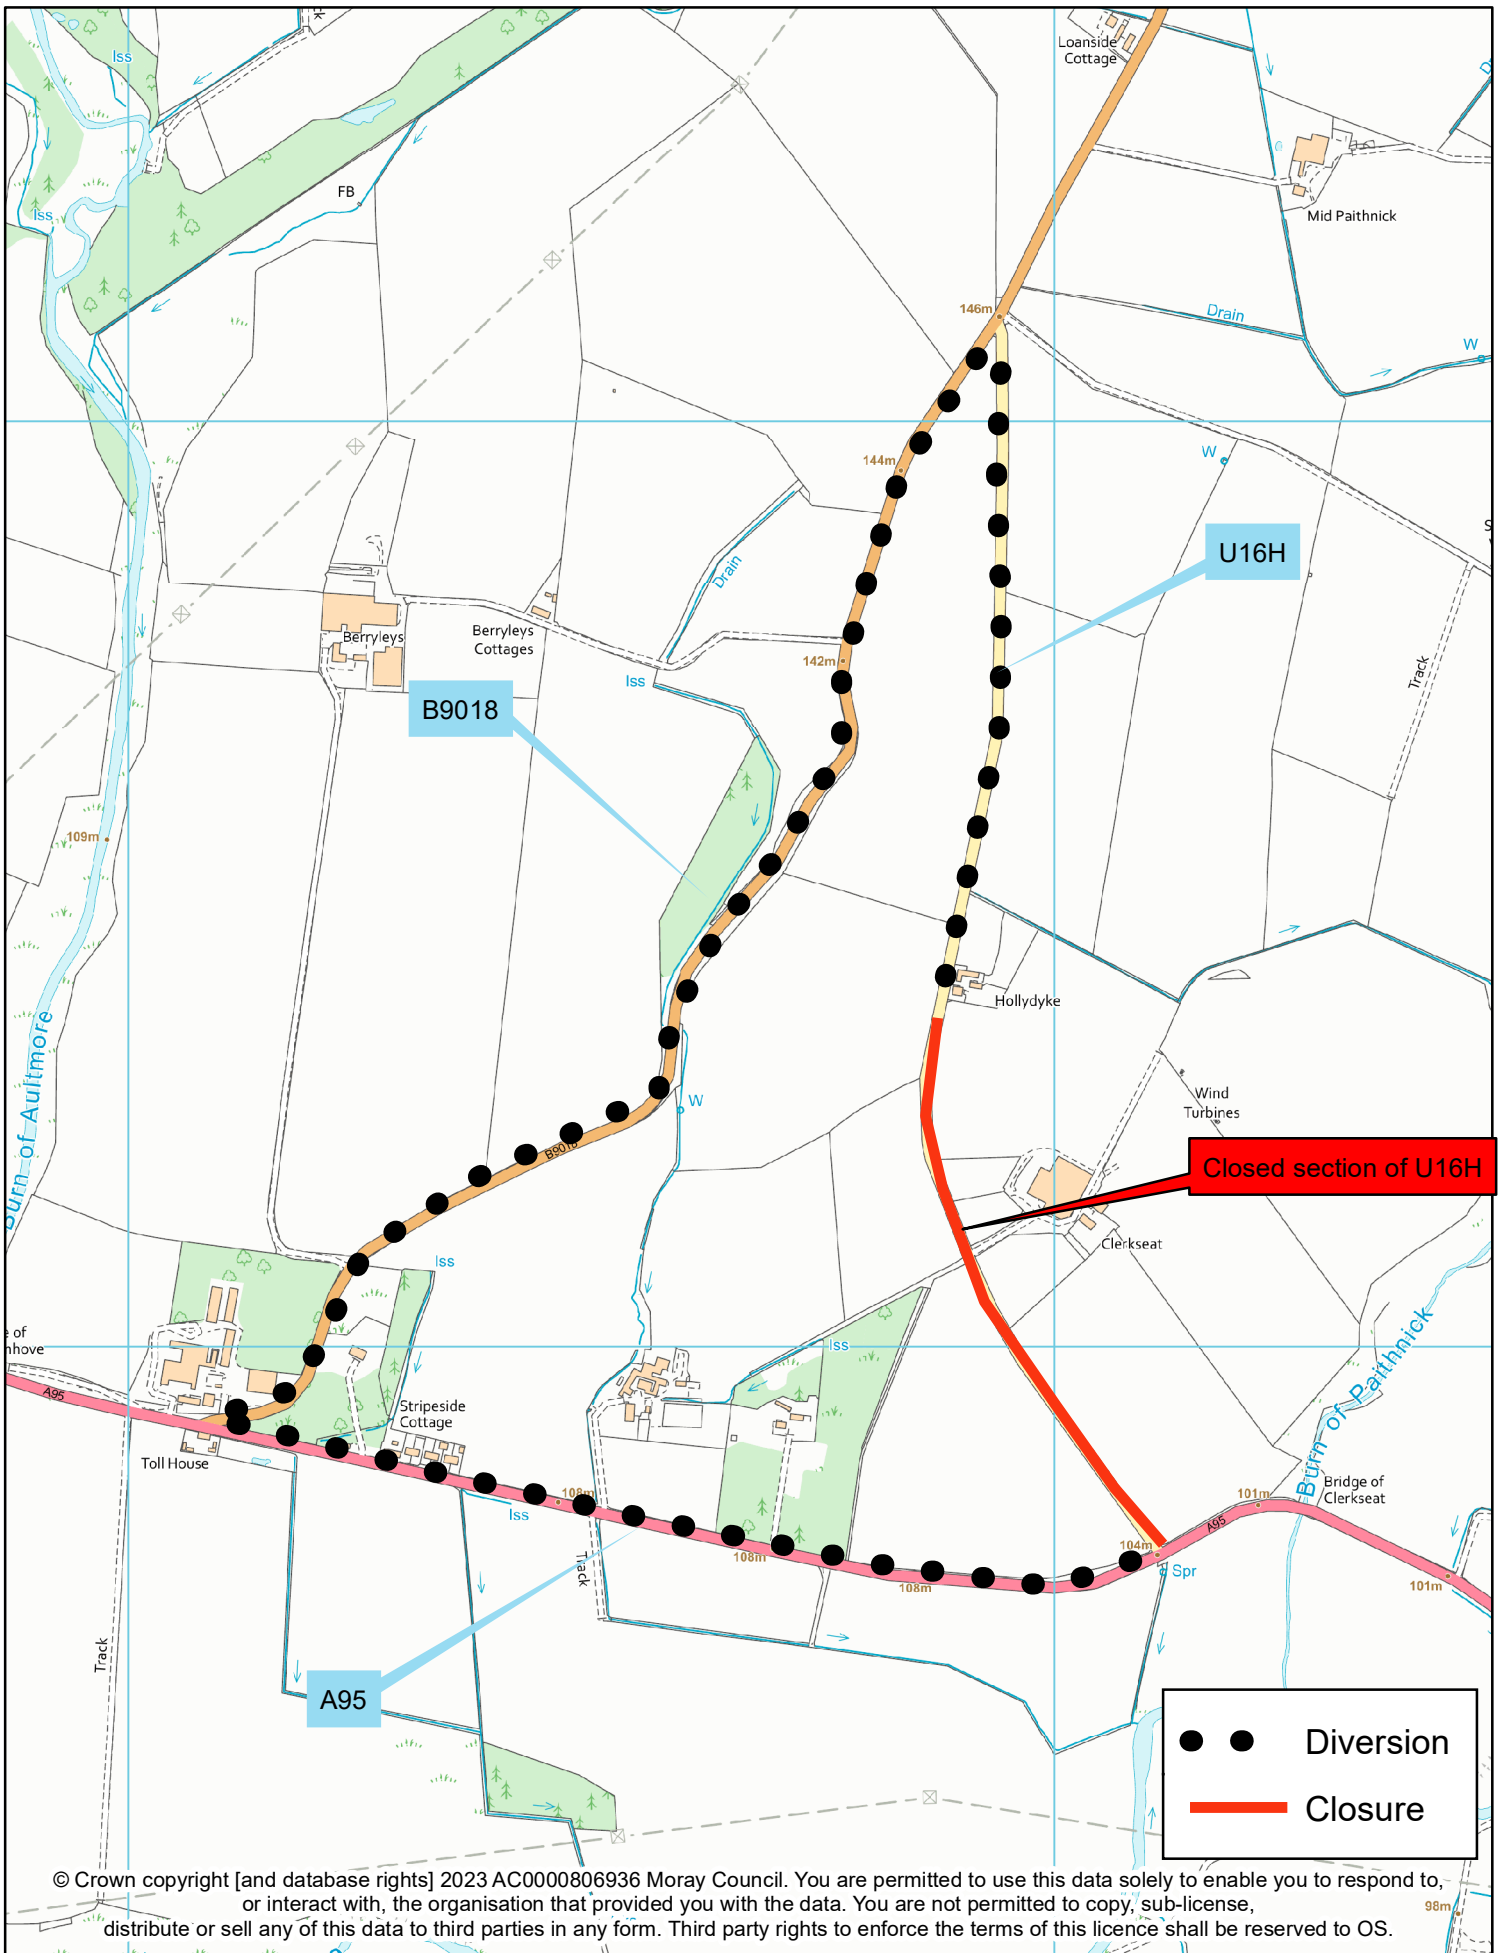 Iss
Loanside
Cottage
FB
Mid Paithnick
Iss
146m
Drain
W
144m
W
U16H
Drain
Berryleys
Berryleys
Cottages
142m
Track
Iss
B9018
109m
Hollydyke
Burn of Aultmore
W
Wind
Turbines
B9018
Closed section of U16H
Clerkseat
Iss
e of
nhove
Iss
Burn of Paithnick
A95
Stripeside
Cottage
Toll House
108m
Iss
101m
Bridge of
Clerkseat
A95
104m
Spr
108m
Track
108m
101m
Track
A95
Diversion
Closure
© Crown copyright [and database rights] 2023 AC0000806936 Moray Council. You are permitted to use this data solely to enable you to respond to,
or interact with, the organisation that provided you with the data. You are not permitted to copy, sub-license,
98m
distribute or sell any of this data to third parties in any form. Third party rights to enforce the terms of this licence shall be reserved to OS.